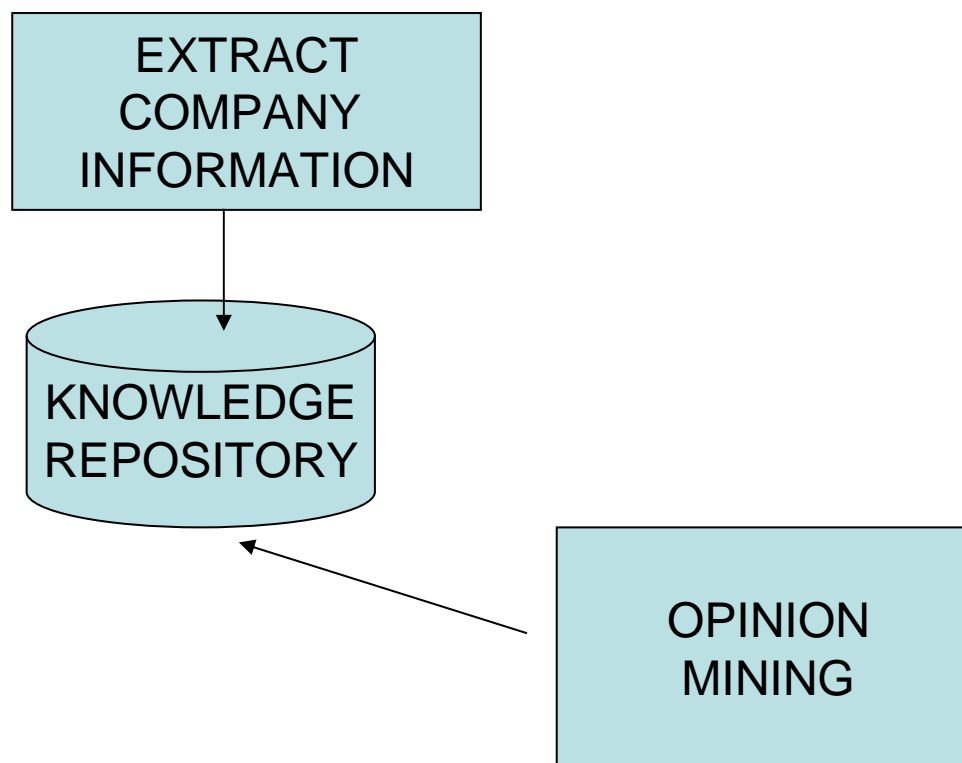 EXTRACT
COMPANY
INFORMATION
KNOWLEDGE
REPOSITORY
OPINION
MINING